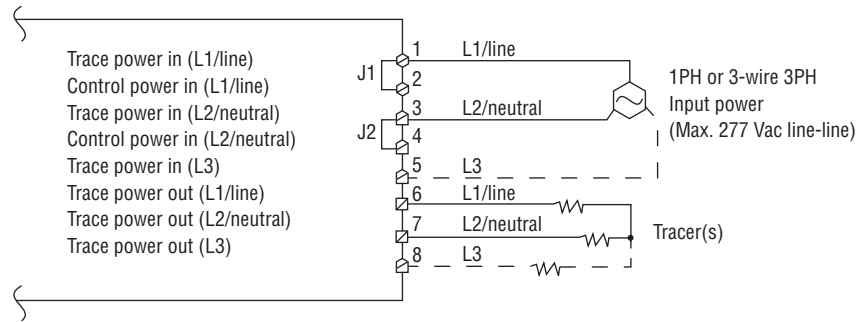 Trace power in (L1/line)
Control power in (L1/line)
Trace power in (L2/neutral)
Control power in (L2/neutral)
Trace power in (L3)
Trace power out (L1/line)
Trace power out (L2/neutral)
Trace power out (L3)
J1
J2
1 L1/line
2
3 L2/neutral
4
5 L3
6 L1/line
7 L2/neutral
8 L3
1PH or 3-wire 3PH
Input power
(Max. 277 Vac line-line)
Tracer(s)